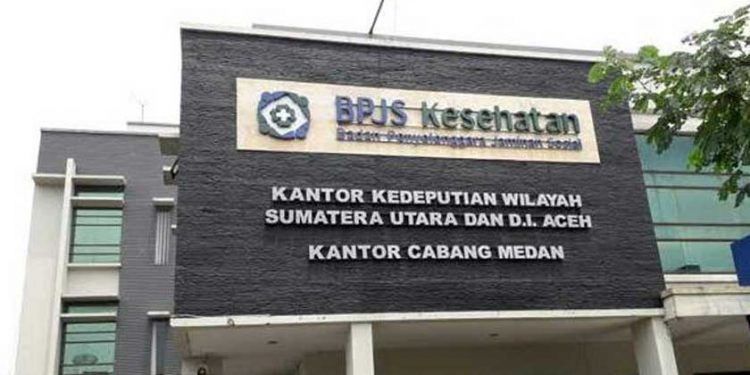 BPJS Kesehatan
Badan Penyelenggara Jaminan Sosial
KANTOR KEDEPUTIAN WILAYAH
SUMATERA UTARA DAN D.I. ACEH
KANTOR CABANG MEDAN